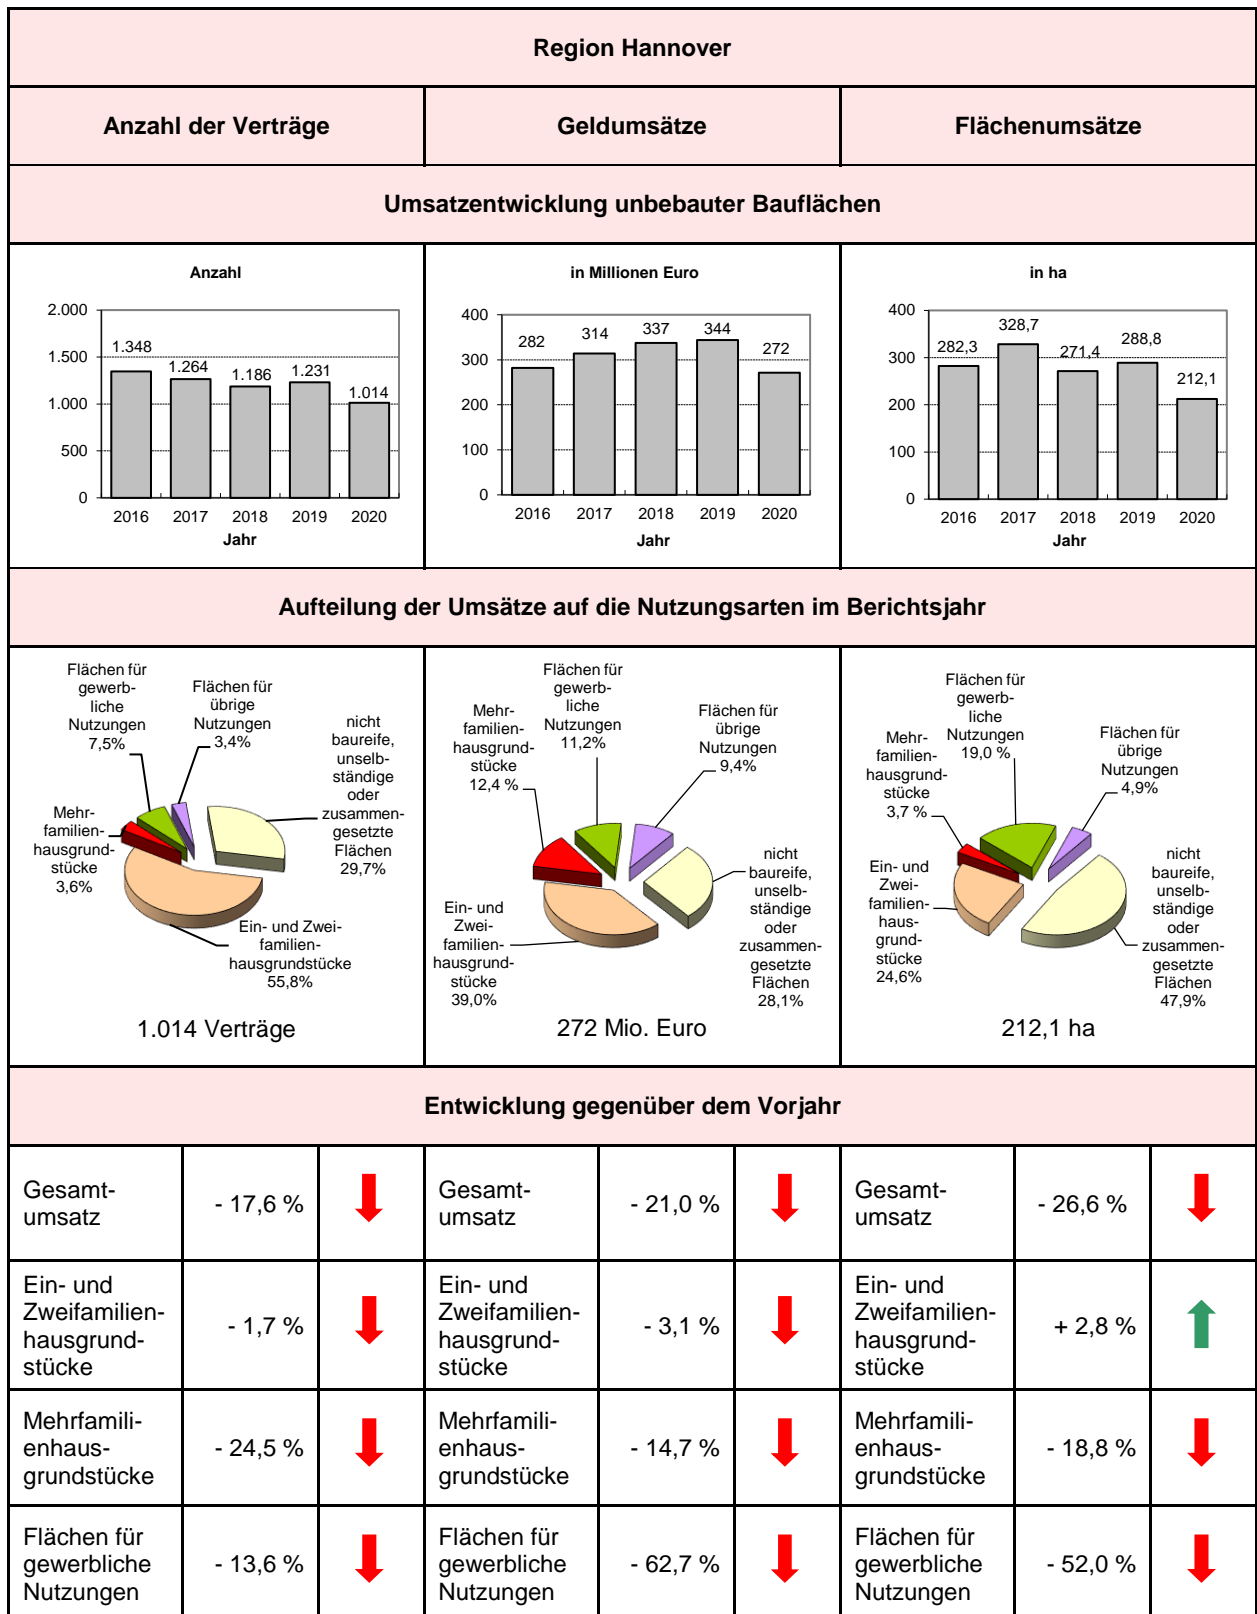 Region Hannover
Anzahl der Verträge
Geldumsätze
Flächenumsätze
Umsatzentwicklung unbebauter Bauflächen
Anzahl
2.000
1.500
1.000
500
0
1.348
1.264
1.186
1.231
1.014
2016 2017 2018 2019 2020
Jahr
in Millionen Euro
400
300
200
100
0
282
314
337
344
272
2016 2017 2018 2019 2020
Jahr
in ha
400
300
200
100
0
282,3
328,7
271,4
288,8
212,1
2016 2017 2018 2019 2020
Jahr
Aufteilung der Umsätze auf die Nutzungsarten im Berichtsjahr
Flächen für
gewerb-
liche
Nutzungen
7,5%
Flächen für
übrige
Nutzungen
3,4%
nicht
baureife,
unselb-
ständige
oder
zusammen-
gesetzte
Flächen
29,7%
Mehr-
familien-
hausgrund-
stücke
3,6%
Ein- und Zwei-
familien-
hausgrundstücke
55,8%
1.014 Verträge
Flächen für
gewerb-
liche
Nutzungen
11,2%
Mehr-
familien-
hausgrund-
stücke
12,4 %
Flächen für
übrige
Nutzungen
9,4%
nicht
baureife,
unselb-
ständige
oder
zusammen-
gesetzte
Flächen
28,1%
Ein- und
Zwei-
familien-
hausgrund-
stücke
39,0%
272 Mio. Euro
Flächen für
gewerb-
liche
Nutzungen
19,0 %
Mehr-
familien-
hausgrund-
stücke
3,7 %
Flächen für
übrige
Nutzungen
4,9%
Ein- und
Zwei-
familien-
haus-
grund-
stücke
24,6%
nicht
baureife,
unselb-
ständige
oder
zusammen-
gesetzte
Flächen
47,9%
212,1 ha
Entwicklung gegenüber dem Vorjahr
Gesamt-
umsatz
- 17,6 %
Gesamt-
umsatz
- 21,0 %
Gesamt-
umsatz
- 26,6 %
Ein- und
Zweifamilien-
hausgrund-
stücke
- 1,7 %
Ein- und
Zweifamilien-
hausgrund-
stücke
- 3,1 %
Ein- und
Zweifamilien-
hausgrund-
stücke
+ 2,8 %
Mehrfamili-
enhaus-
grundstücke
- 24,5 %
Mehrfamili-
enhaus-
grundstücke
- 14,7 %
Mehrfamili-
enhaus-
grundstücke
- 18,8 %
Flächen für
gewerbliche
Nutzungen
- 13,6 %
Flächen für
gewerbliche
Nutzungen
- 62,7 %
Flächen für
gewerbliche
Nutzungen
- 52,0 %